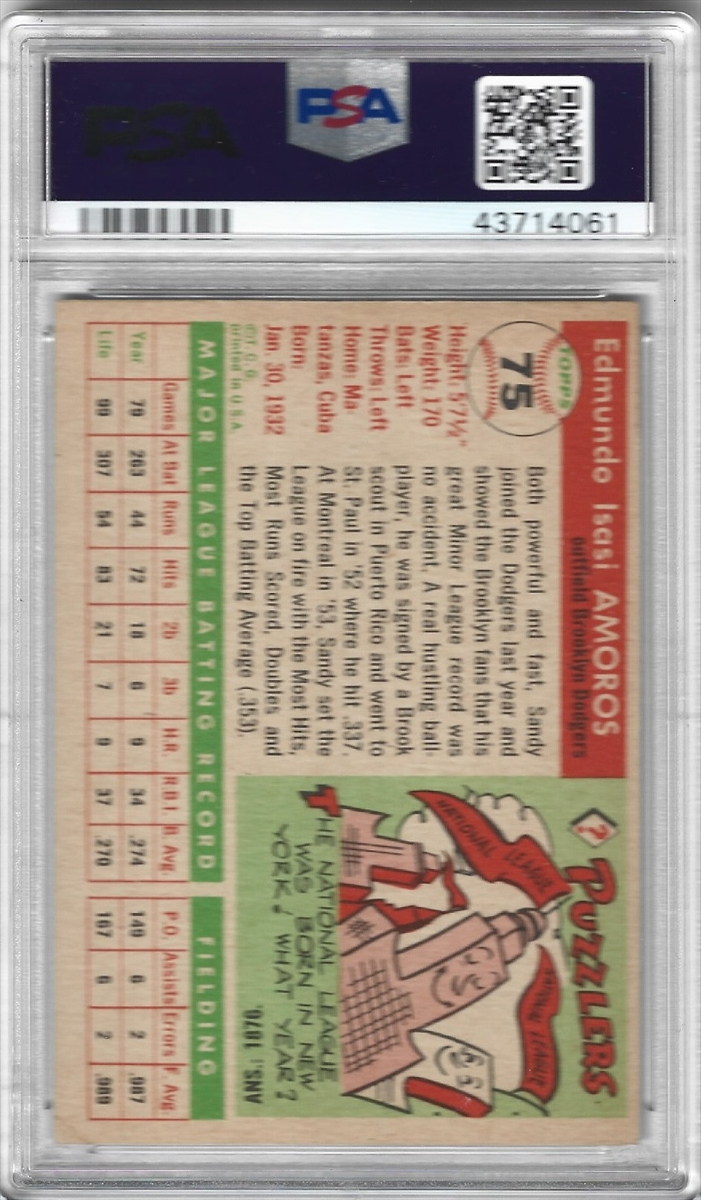 PSA
PSA
43714061
TOPPS
75
Edmundo Isasi AMOROS
outfield Brooklyn Dodgers
Height: 5'7½"
Weight: 170
Bats: Left
Throws Left
Home: Ma
tanzas, Cuba
Born:
Jan. 30, 1932
©T. C. G.
Printed in U.S.A.
Both powerful and fast, Sandy
joined the Dodgers last year and
showed the Brooklyn fans that his
great Minor League record was
no accident. A real hustling ball-
player, he was signed by a Brook
scout in Puerto Rico and went to
St. Paul in '52 where he hit .337.
At Montreal in '53, Sandy set the
League on fire with the Most Hits,
Most Runs Scored, Doubles and
the Top Batting Average (.353).
? PUZZLERS
NATIONAL LEAGUE
NATIONAL LEAGUE
THE NATIONAL LEAGUE
WAS BORN IN NEW
YORK. WHAT YEAR?
ANS.: 1876.
MAJOR LEAGUE BATTING RECORD FIELDING
Games At Bat Runs Hits 2b 3b H.R. R.B.I. B. Avg. P.O. Assists Errors F. Avg.
Year 79 263 44 72 18 6 9 34 .274 149 6 2 .987
Life 99 307 54 83 21 7 9 37 .270 167 6 2 .989